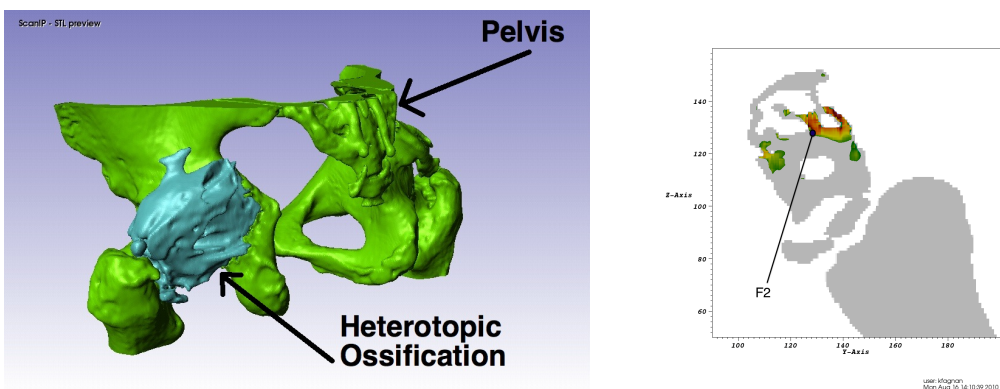 ScanIP - STL preview
Pelvis
Heterotopic
Ossification
140
120
Z-Axis
100
80
60
F2
100
120
140
160
180
Y-Axis
user: kfagnan
Mon Aug 16 14:10:39 2010